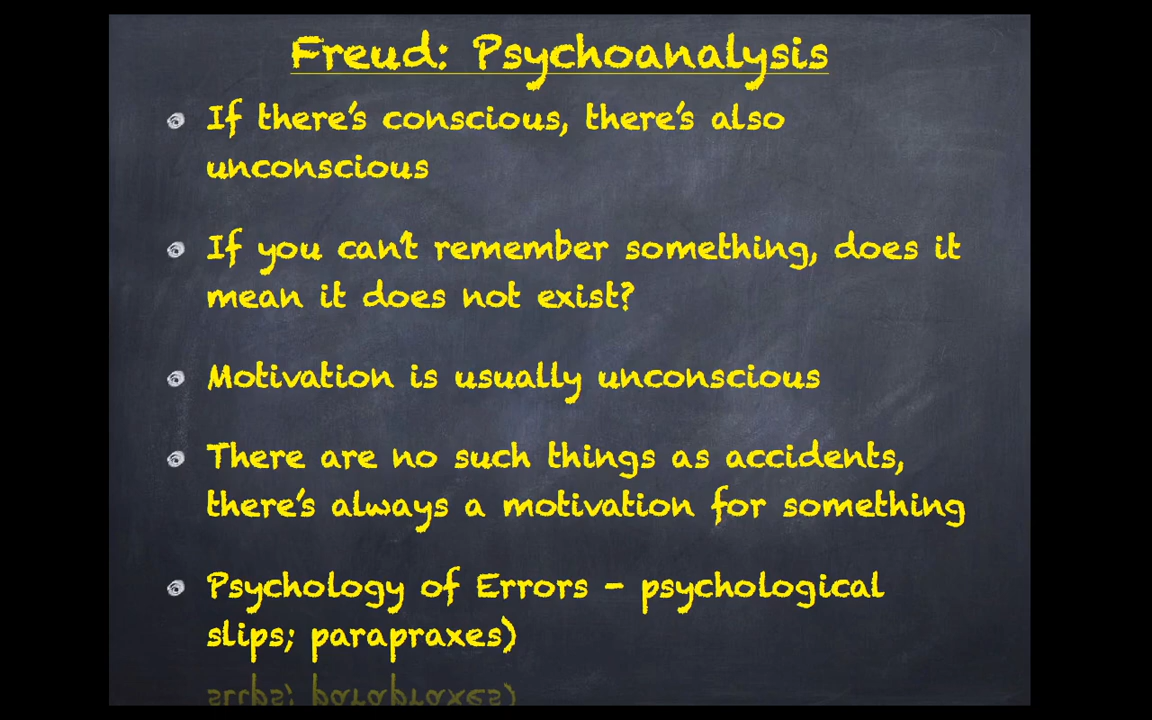 Freud: Psychoanalysis
If there's conscious, there's also
unconscious
If you can't remember something, does it
mean it does not exist?
Motivation is usually unconscious
There are no such things as accidents,
there's always a motivation for something
Psychology of Errors - psychological
slips; parapraxes)